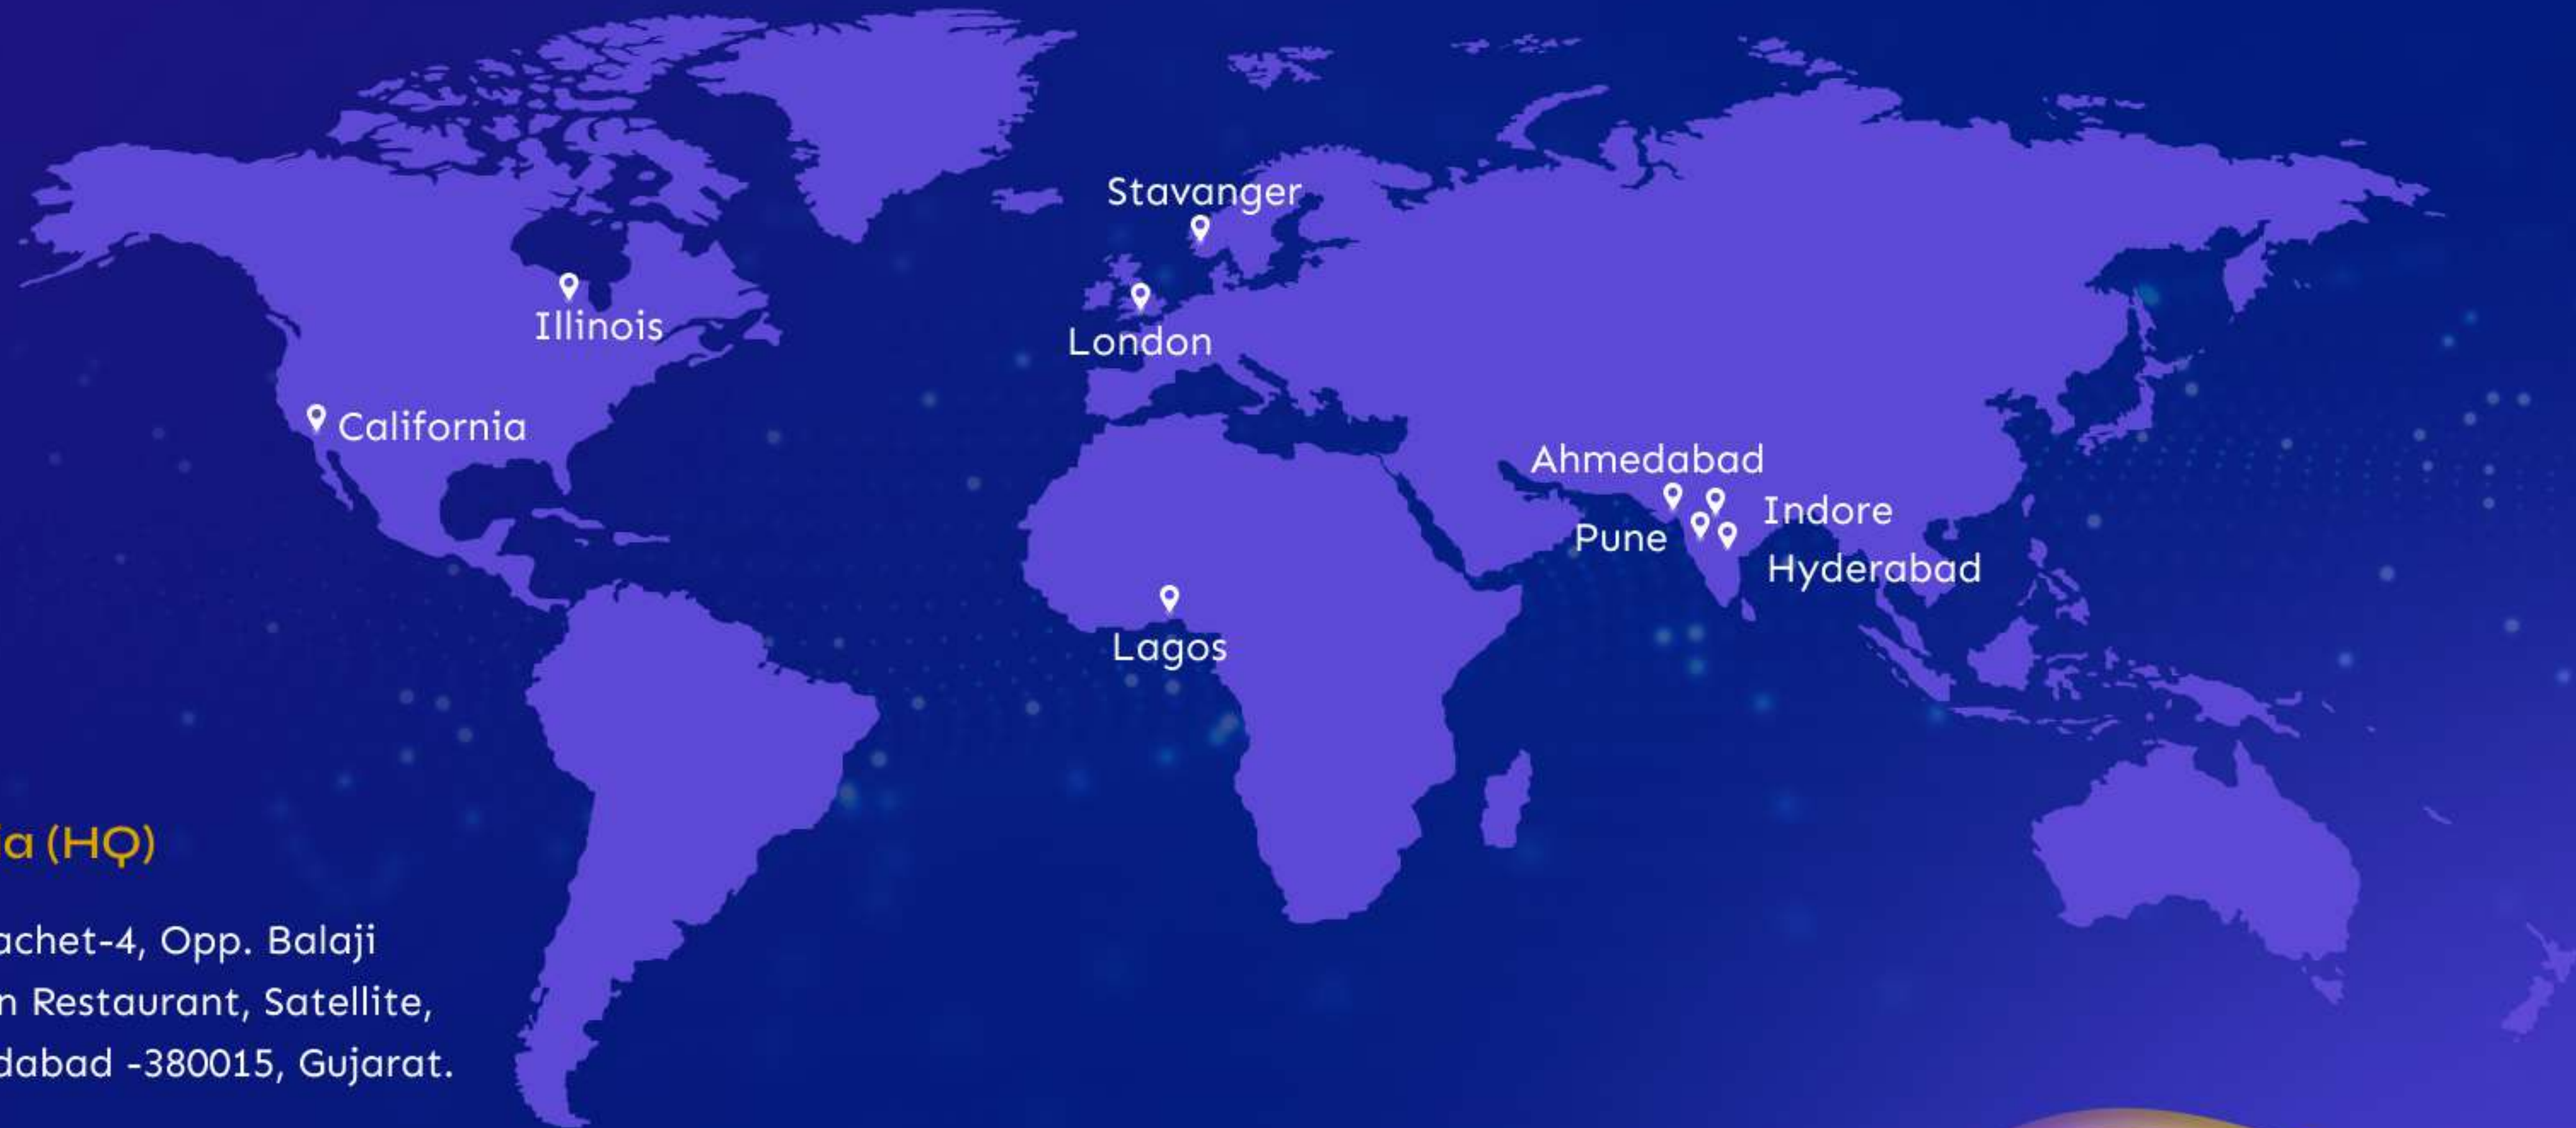 Stavanger
Illinois
London
California
Ahmedabad
Indore
Pune
Hyderabad
Lagos
a (HQ)
achet-4, Opp. Balaji
n Restaurant, Satellite,
dabad -380015, Gujarat.